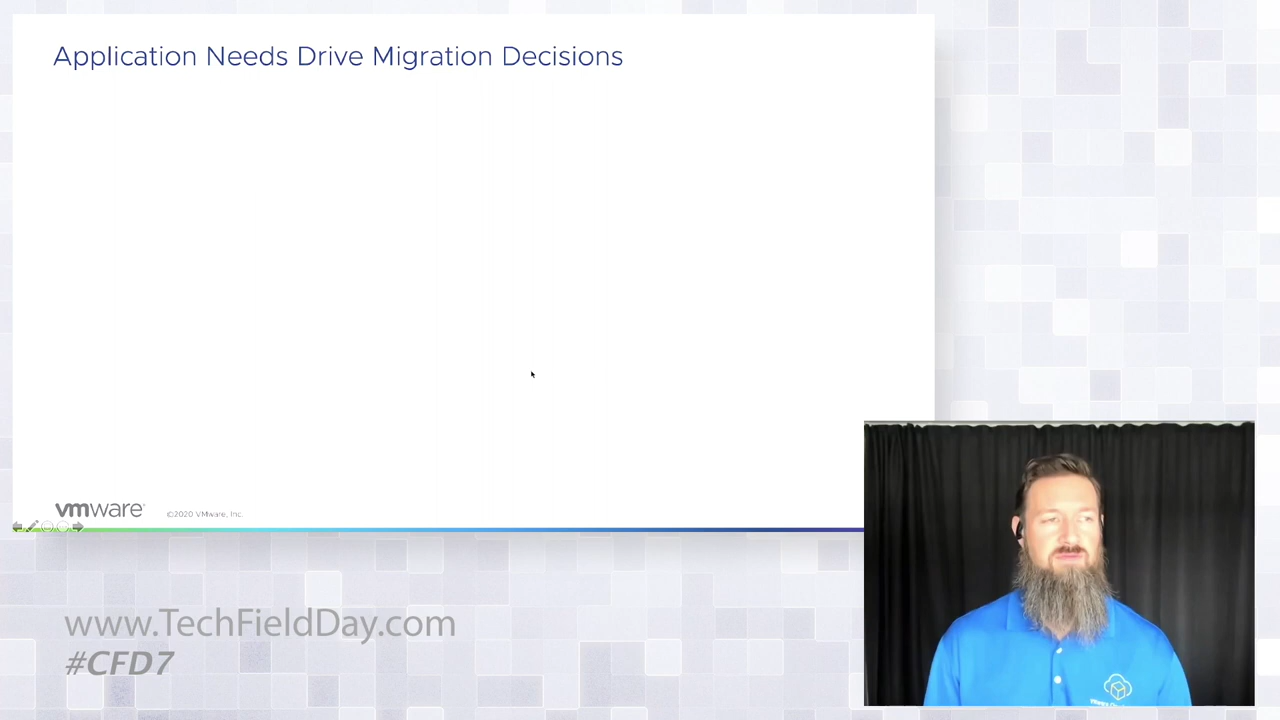 Application Needs Drive Migration Decisions
vmware
©2020 VMware, Inc.
www.TechFieldDay.com
#CFD7